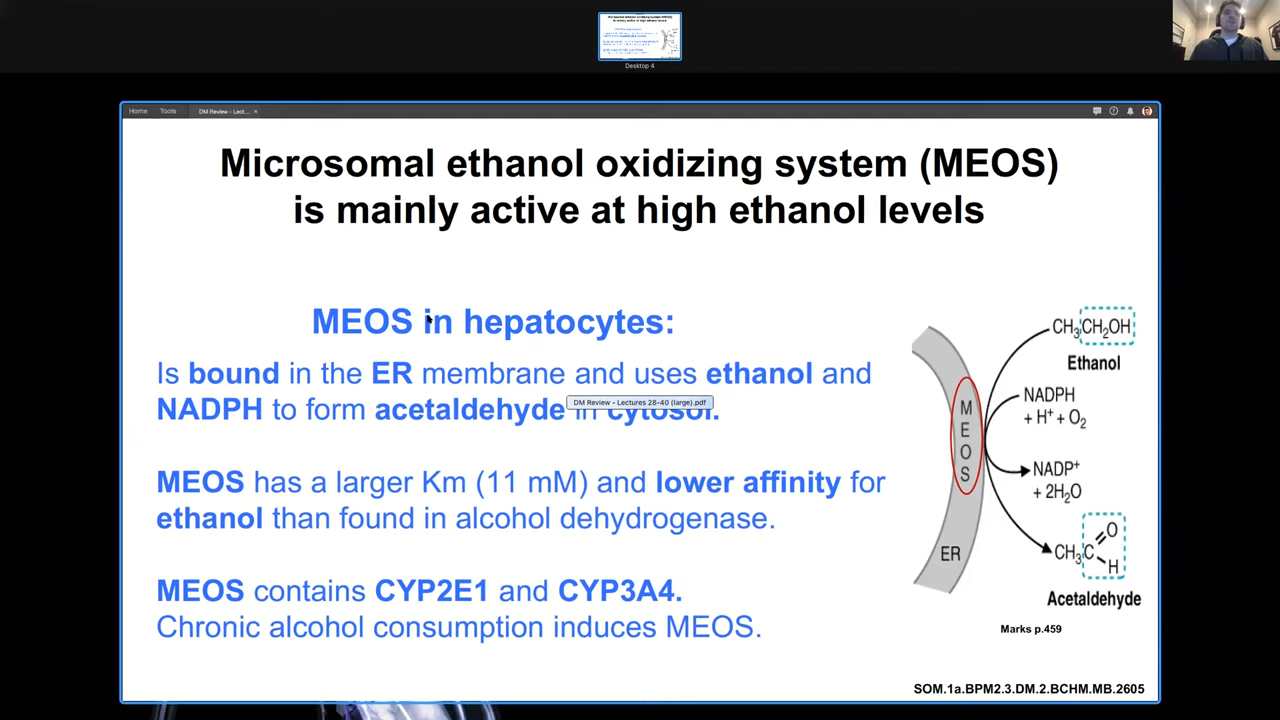 Desktop 4
Home Tools DM Review - Lect... ×
Microsomal ethanol oxidizing system (MEOS)
is mainly active at high ethanol levels
MEOS in hepatocytes:
Is bound in the ER membrane and uses ethanol and
NADPH to form acetaldehyde in cytosol.
DM Review - Lectures 28-40 (large).pdf
MEOS has a larger Km (11 mM) and lower affinity for
ethanol than found in alcohol dehydrogenase.
MEOS contains CYP2E1 and CYP3A4.
Chronic alcohol consumption induces MEOS.
CH₃CH₂OH
Ethanol
NADPH
+ H⁺ + O₂
M
E
O
S
NADP⁺
+ 2H₂O
ER
O
CH₃C
H
Acetaldehyde
Marks p.459
SOM.1a.BPM2.3.DM.2.BCHM.MB.2605